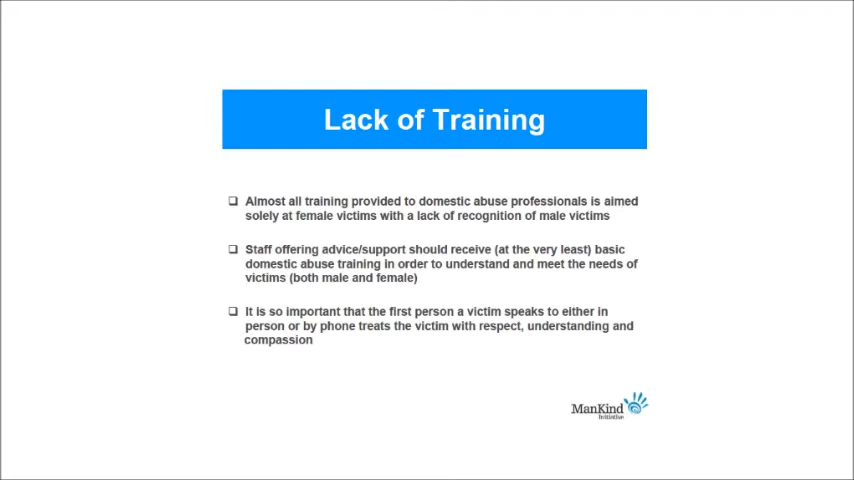 Lack of Training
Almost all training provided to domestic abuse professionals is aimed
solely at female victims with a lack of recognition of male victims
Staff offering advice/support should receive (at the very least) basic
domestic abuse training in order to understand and meet the needs of
victims (both male and female)
It is so important that the first person a victim speaks to either in
person or by phone treats the victim with respect, understanding and
compassion
ManKind
Initiative